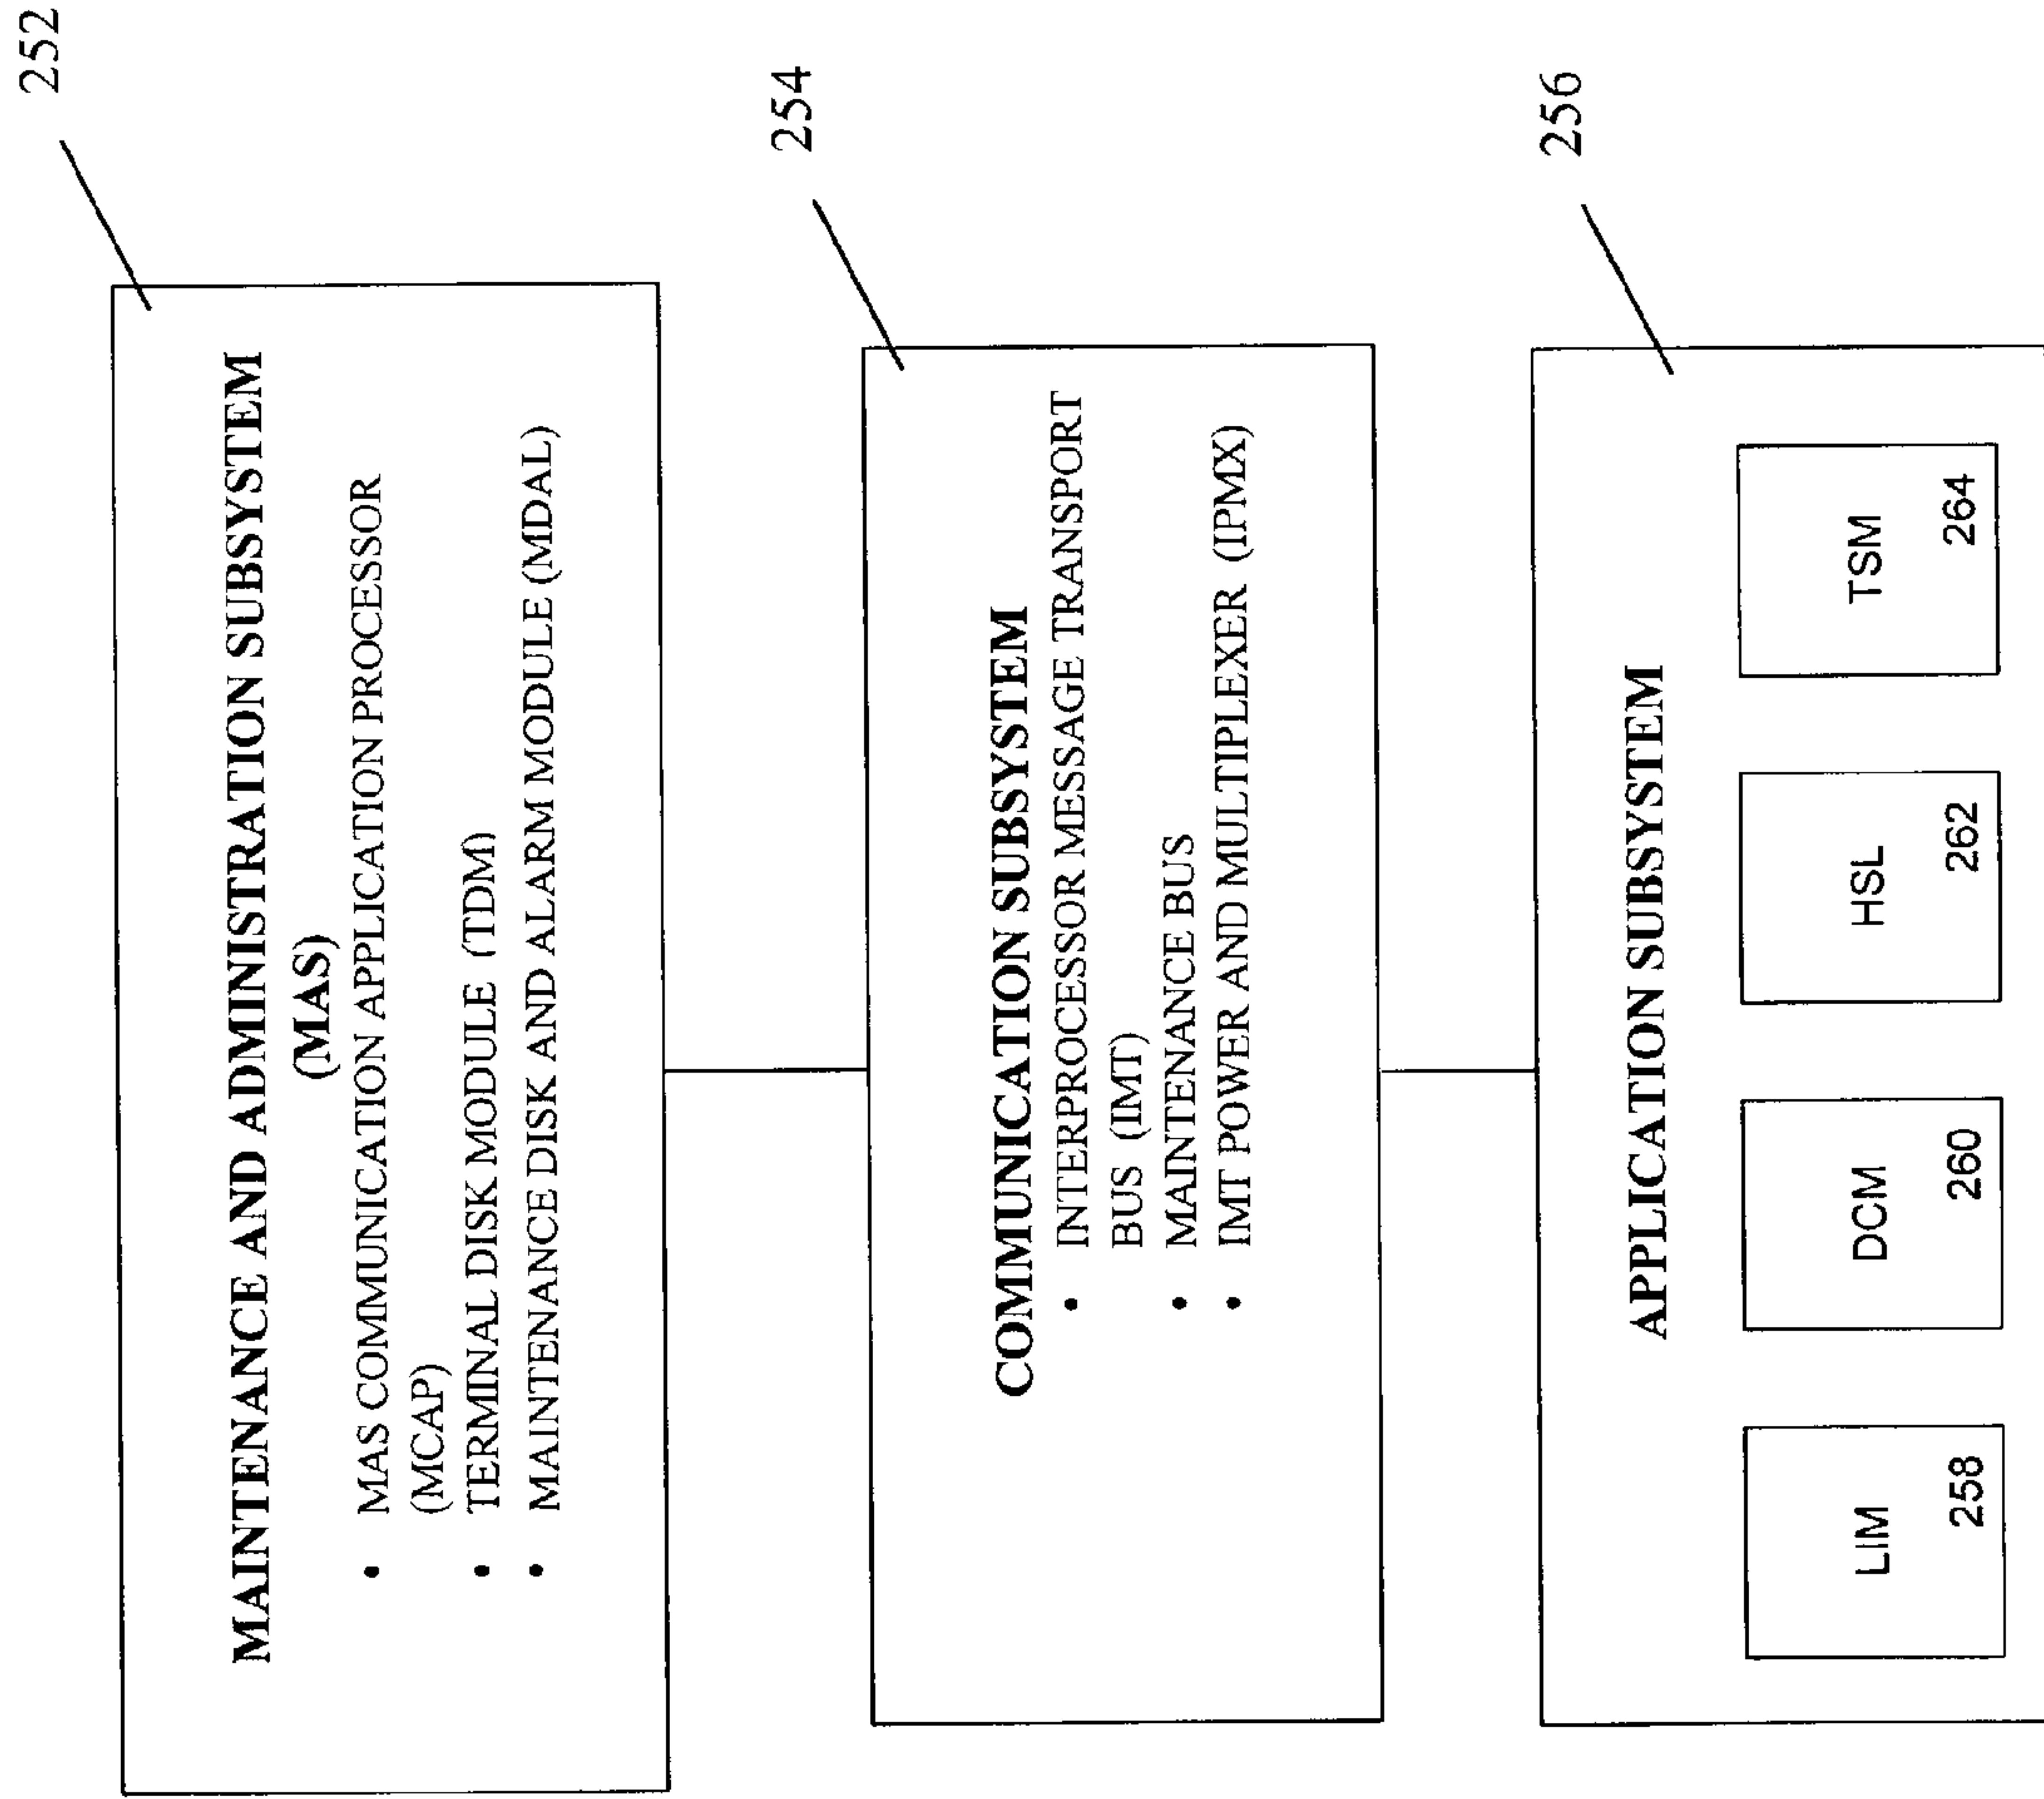 252
MAINTENANCE AND ADMINISTRATION SUBSYSTEM
(MAS)
• MAS COMMUNICATION APPLICATION PROCESSOR
(MCAP)
• TERMINAL DISK MODULE (TDM)
• MAINTENANCE DISK AND ALARM MODULE (MDAL)
254
COMMUNICATION SUBSYSTEM
• INTERPROCESSOR MESSAGE TRANSPORT
BUS (IMT)
• MAINTENANCE BUS
• IMT POWER AND MULTIPLEXER (IPMX)
256
APPLICATION SUBSYSTEM
LIM
258
DCM
260
HSL
262
TSM
264